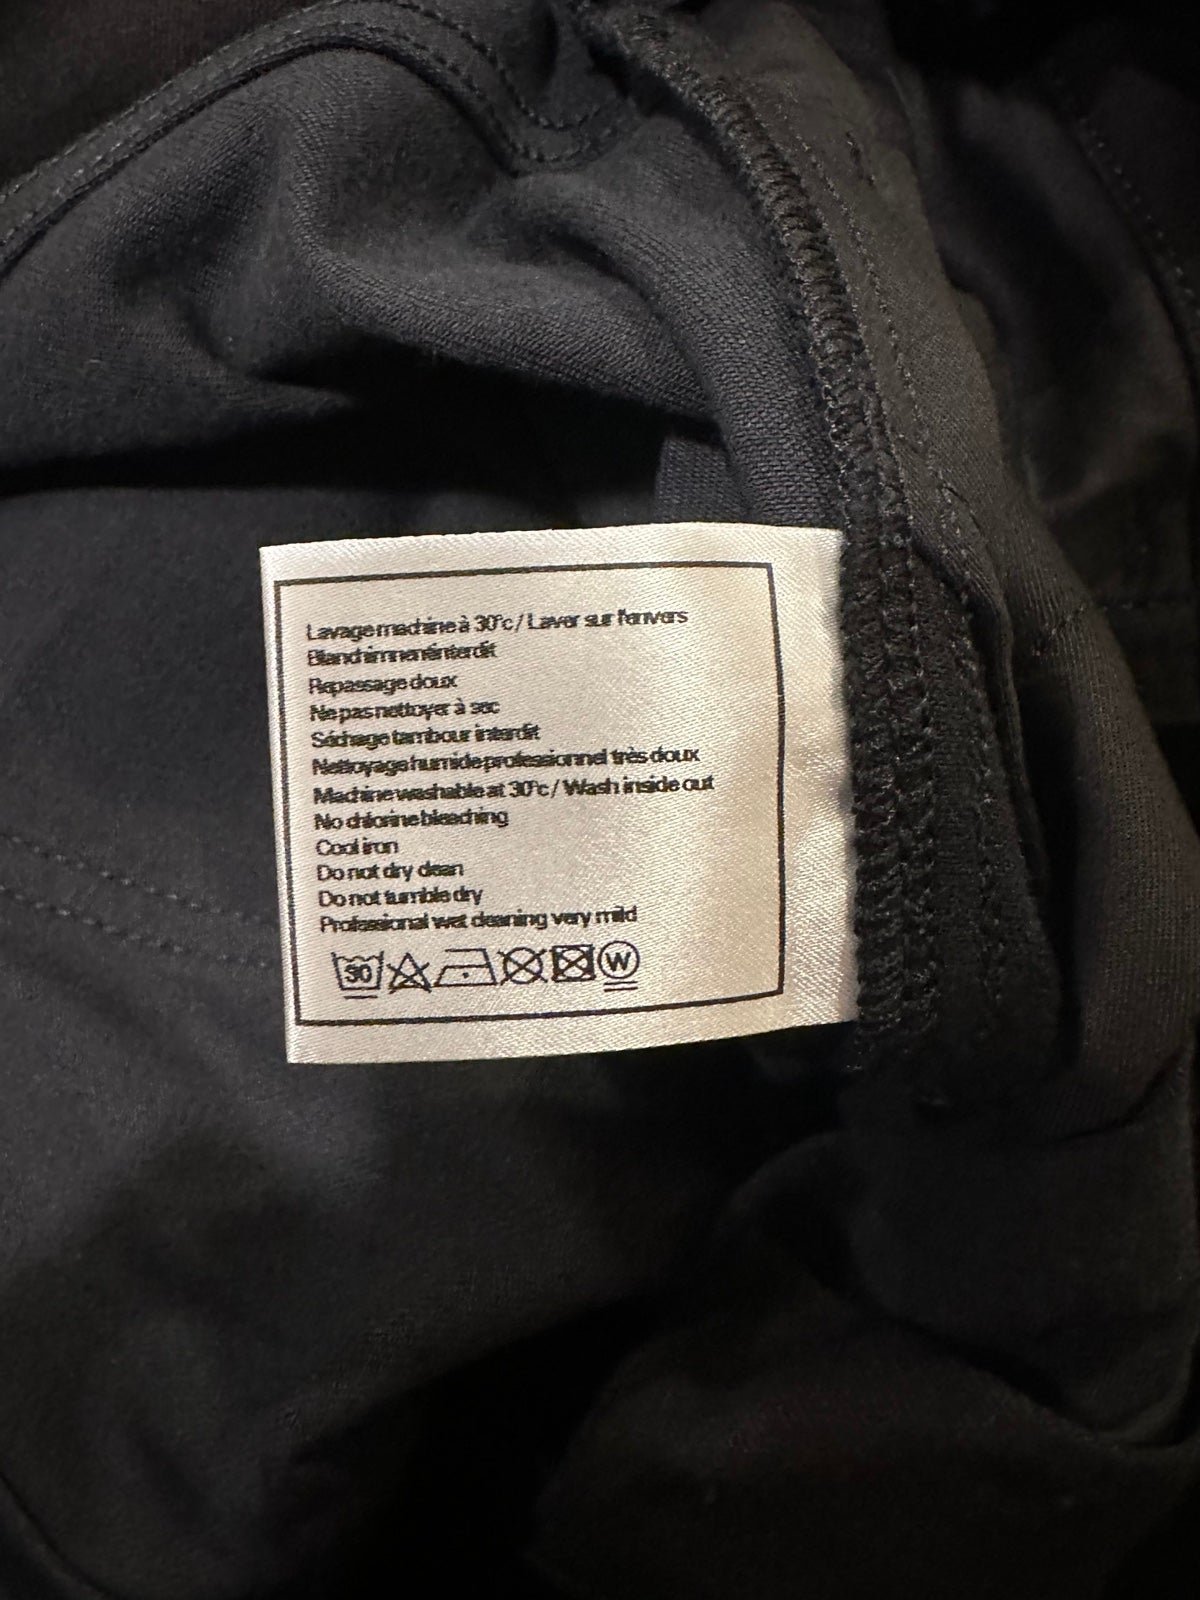 Lavage machine à 30°c / Laver sur l'envers
Blanchimnent interdit
Repassage doux
Ne pas nettoyer à sec
Séchage tambour interdit
Nettoyage humide professionnel très doux
Machine washable at 30°c / Wash inside out
No chlorine bleaching
Cool iron
Do not dry clean
Do not tumble dry
Professional wet cleaning very mild
30 W